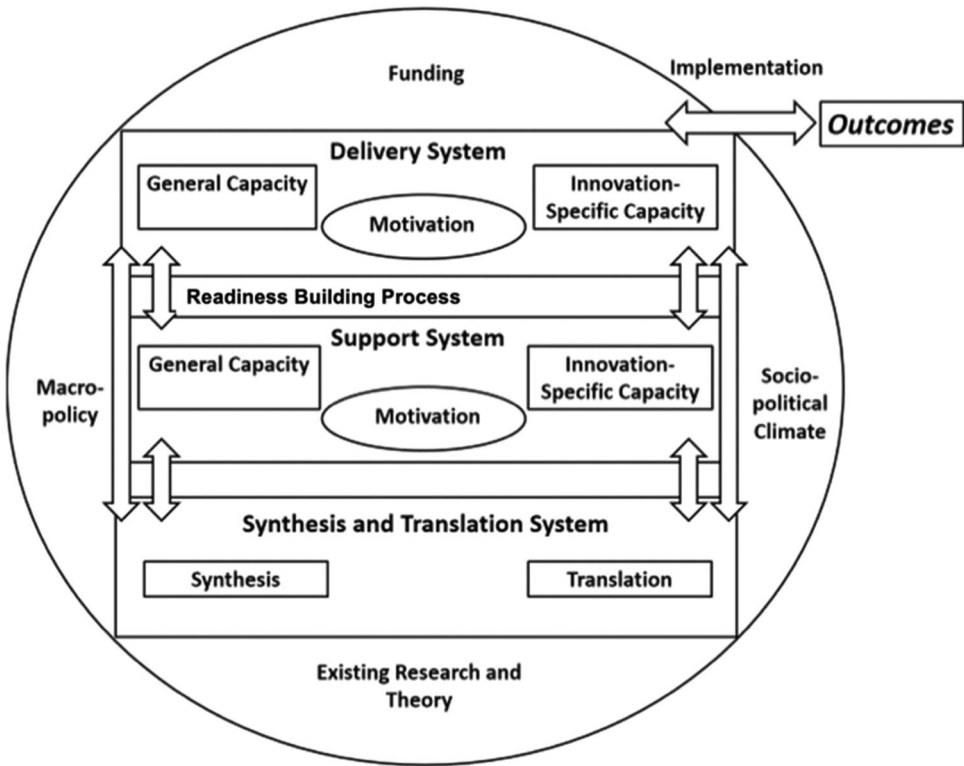 Funding
Implementation
Outcomes
Delivery System
General Capacity
Motivation
Innovation-
Specific Capacity
Readiness Building Process
Support System
General Capacity
Motivation
Innovation-
Specific Capacity
Macro-
policy
Socio-
political
Climate
Synthesis and Translation System
Synthesis
Translation
Existing Research and
Theory